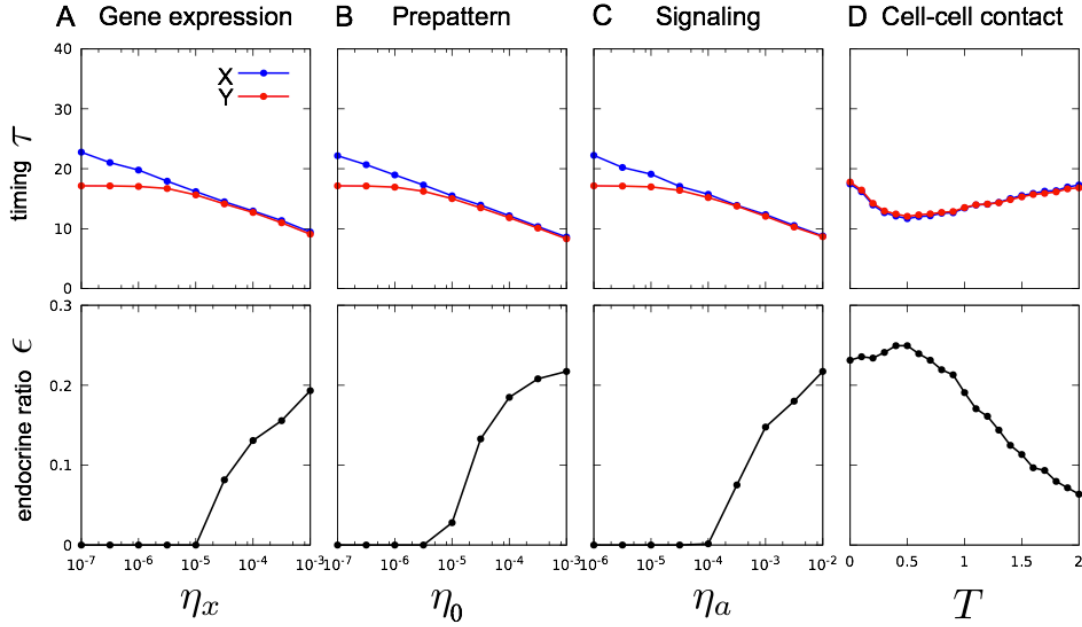 A Gene expression B Prepattern C Signaling D Cell-cell contact
40
30
20
10
0
timing τ
X
Y
0.3
0.2
0.1
0
endocrine ratio ϵ
10⁻⁷ 10⁻⁶ 10⁻⁵ 10⁻⁴ 10⁻³ 10⁻⁷ 10⁻⁶ 10⁻⁵ 10⁻⁴ 10⁻³ 10⁻⁶ 10⁻⁵ 10⁻⁴ 10⁻³ 10⁻² 0 0.5 1 1.5 2
ηₓ η₀ ηₐ T